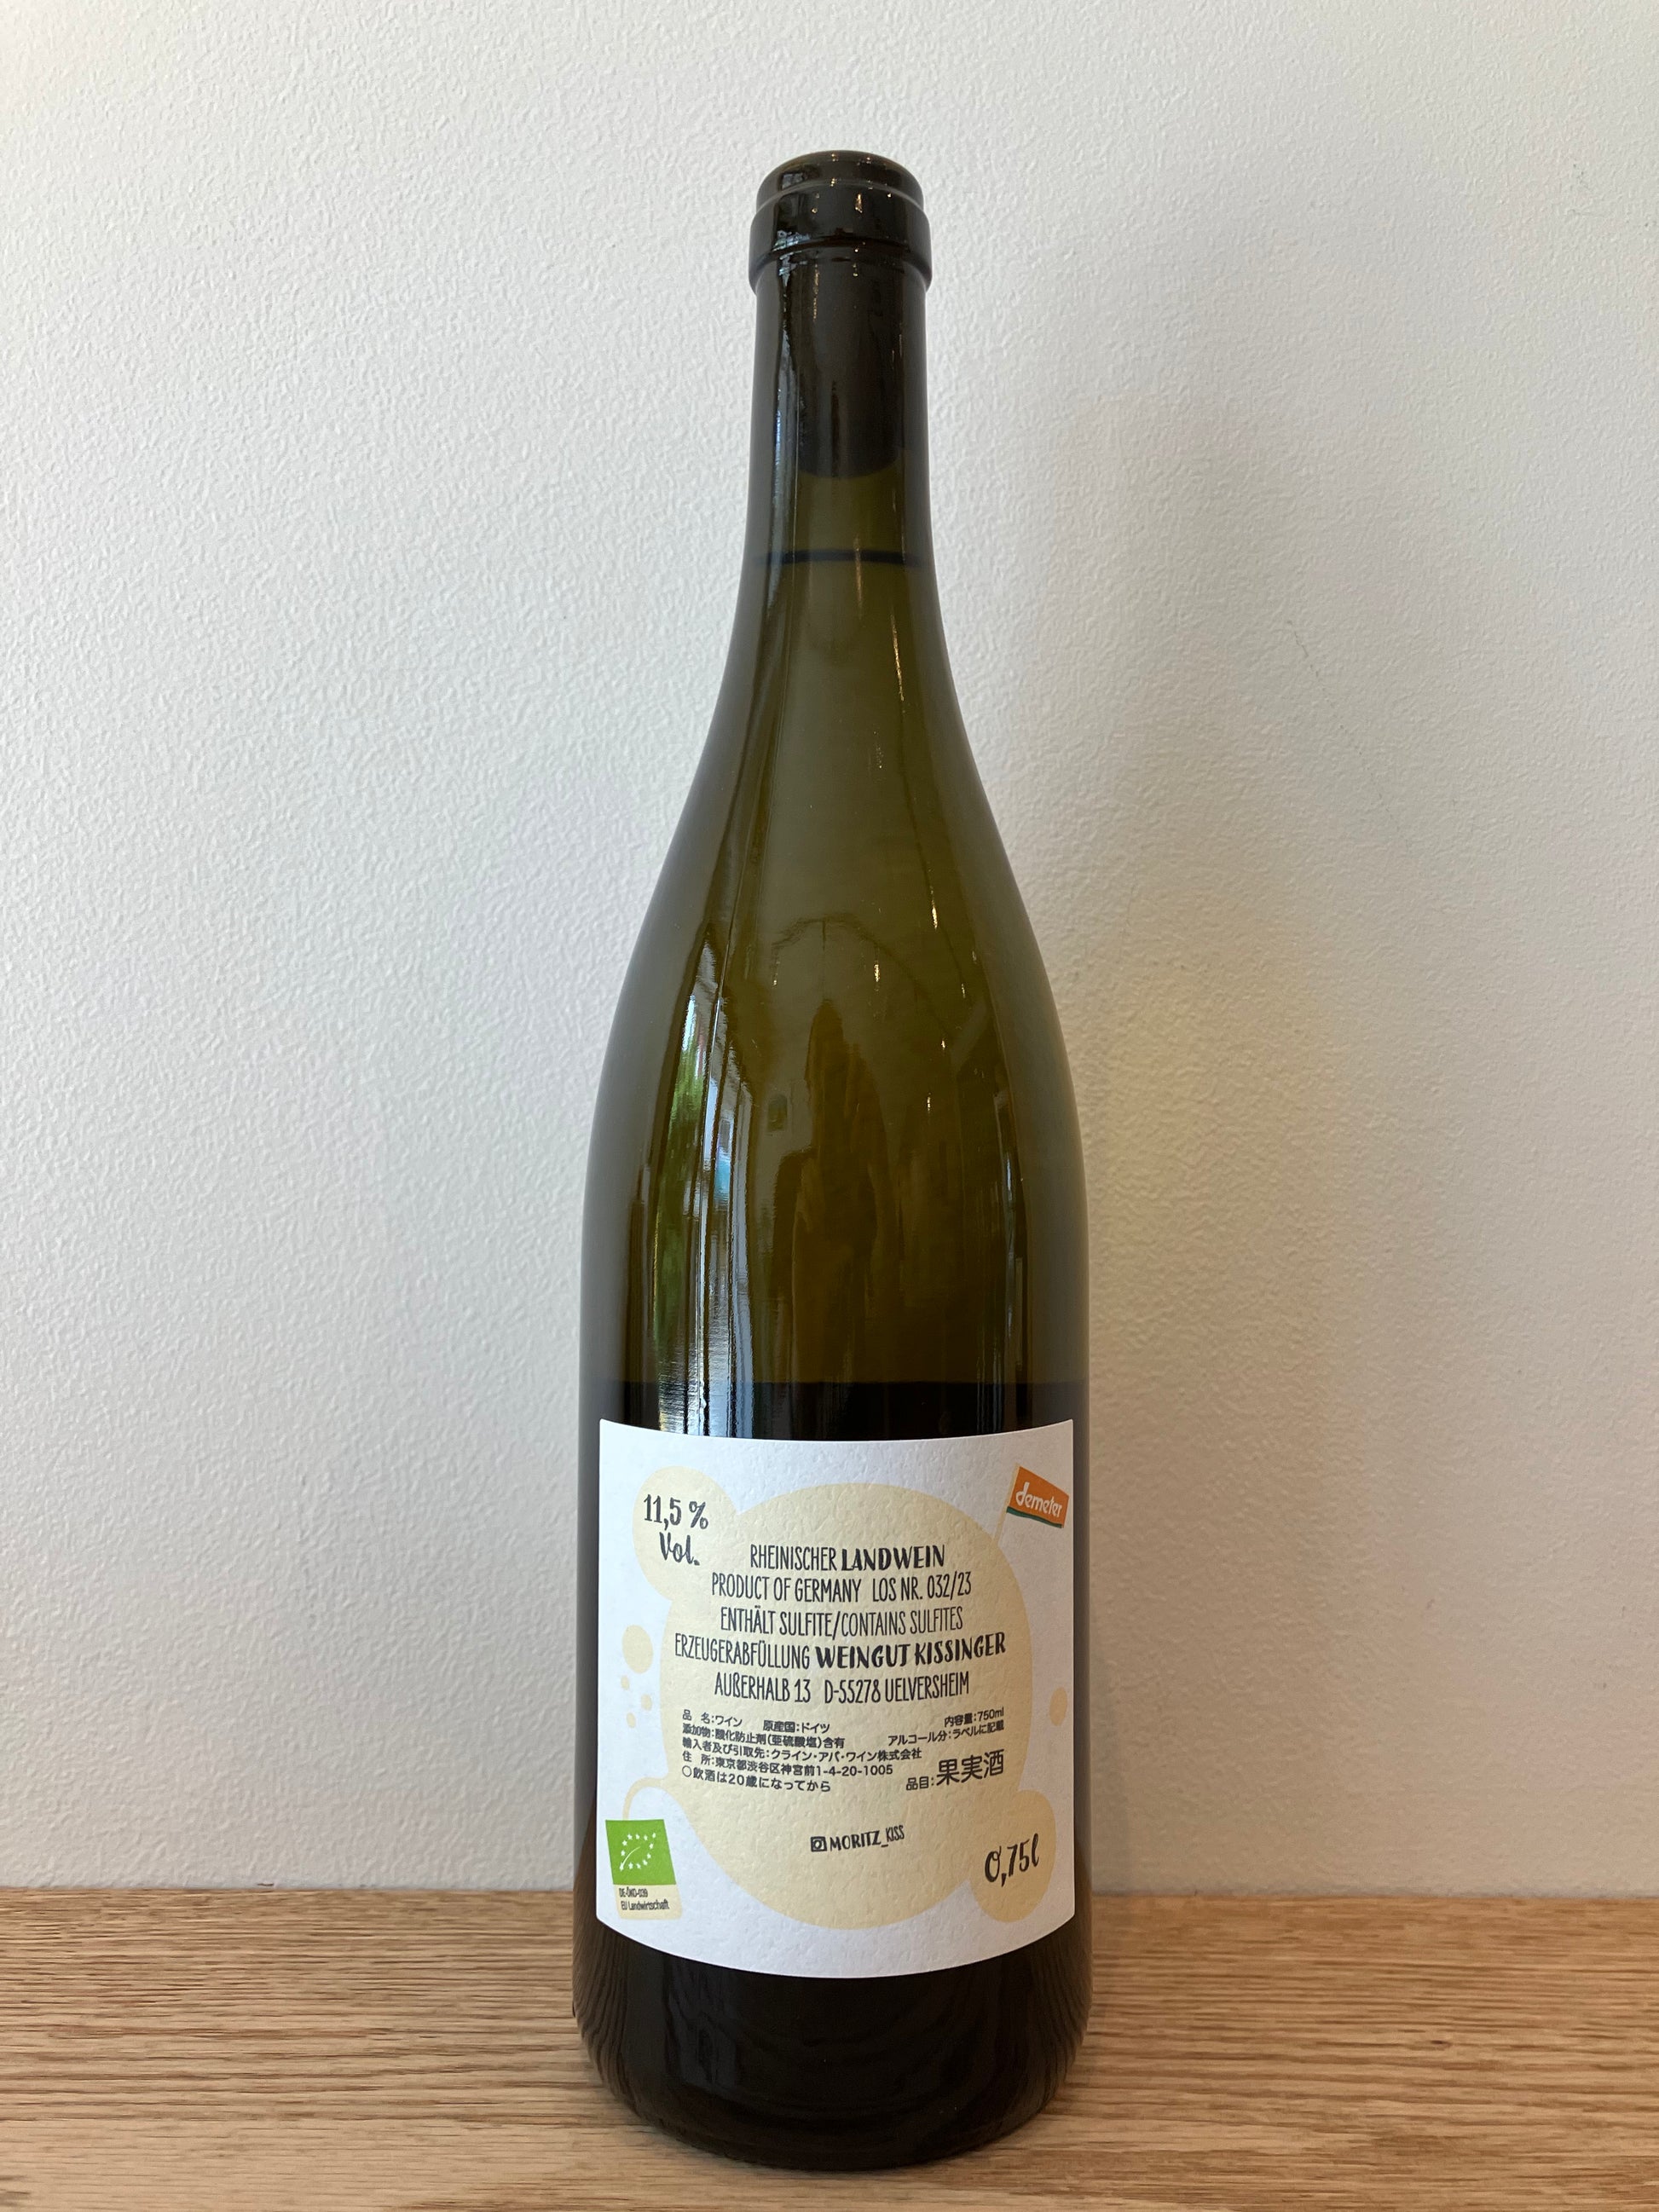 11,5 %
Vol.
demeter
RHEINISCHER LANDWEIN
PRODUCT OF GERMANY LOS NR. 032/23
ENTHÄLT SULFITE/CONTAINS SULFITES
ERZEUGERABFÜLLUNG WEINGUT KISSINGER
AUßERHALB 13 D-55278 UELVERSHEIM
品 名:ワイン 原産国:ドイツ 内容量:750ml
添加物:酸化防止剤(亜硫酸塩)含有 アルコール分:ラベルに記載
輸入者及び引取先:クライン・アパ・ワイン株式会社
住 所:東京都渋谷区神宮前1-4-20-1005
○飲酒は20歳になってから 品目:果実酒
MORITZ_KISS
0,75l
DE-ÖKO-039
EU Landwirtschaft